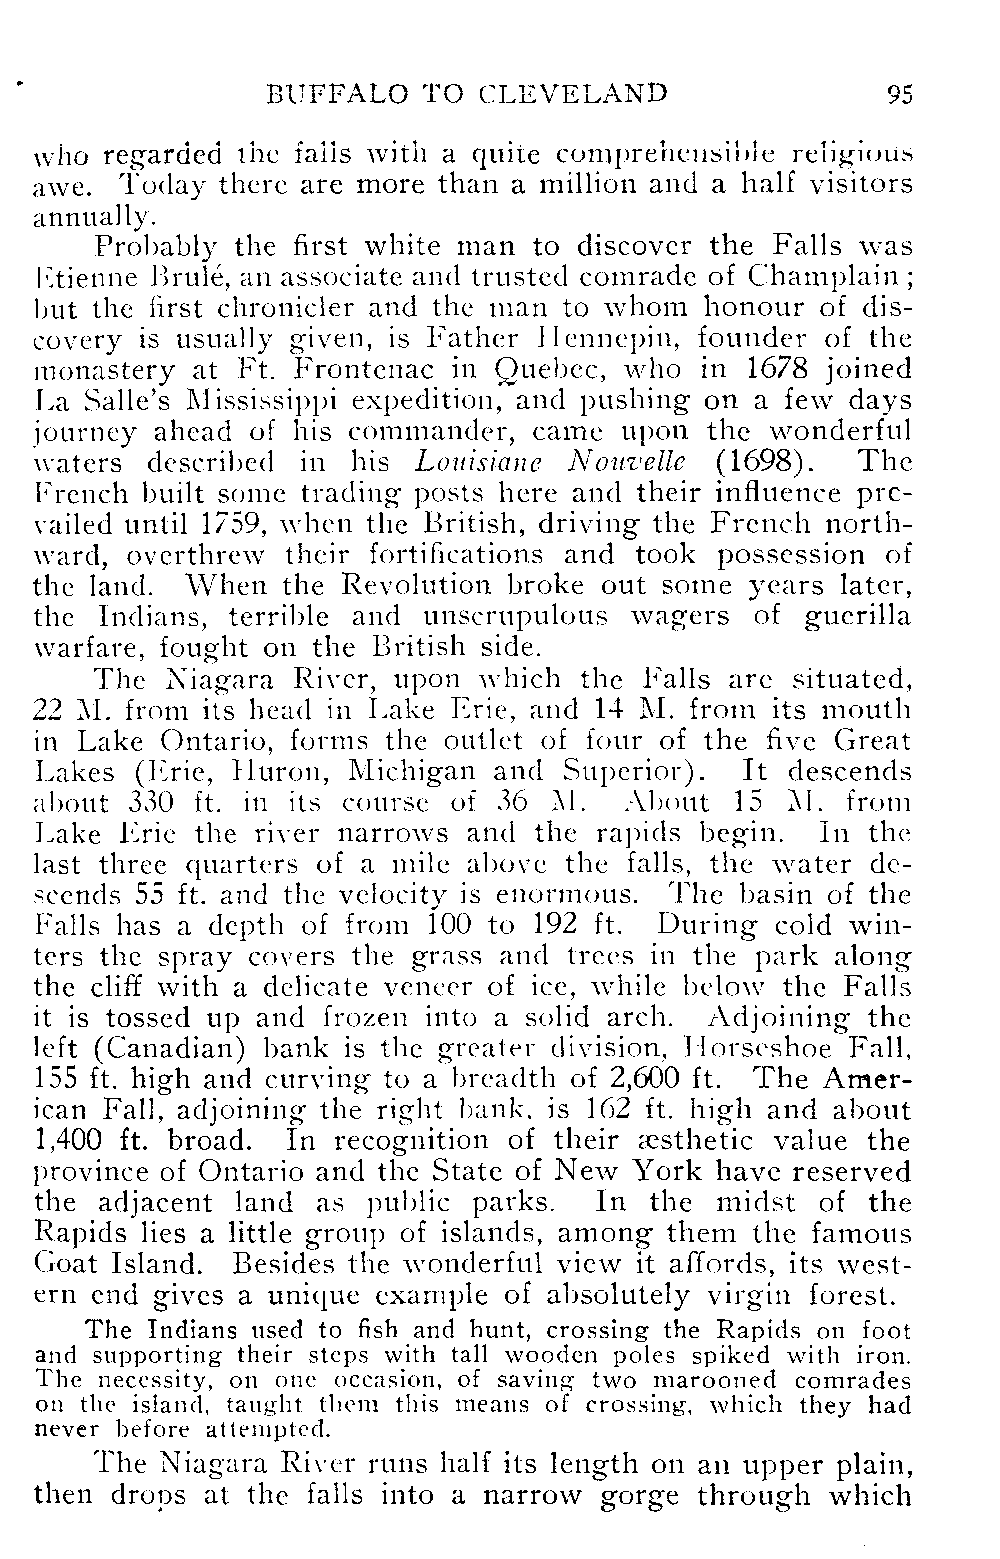 BUFFALO TO CLEVELAND 95
who regarded the falls with a quite comprehensible religious
awe. Today there are more than a million and a half visitors
annually.
Probably the first white man to discover the Falls was
Etienne Brulé, an associate and trusted comrade of Champlain;
but the first chronicler and the man to whom honour of dis-
covery is usually given, is Father Hennepin, founder of the
monastery at Ft. Frontenac in Quebec, who in 1678 joined
La Salle's Mississippi expedition, and pushing on a few days
journey ahead of his commander, came upon the wonderful
waters described in his Louisiane Nouvelle (1698). The
French built some trading posts here and their influence pre-
vailed until 1759, when the British, driving the French north-
ward, overthrew their fortifications and took possession of
the land. When the Revolution broke out some years later,
the Indians, terrible and unscrupulous wagers of guerilla
warfare, fought on the British side.
The Niagara River, upon which the Falls are situated,
22 M. from its head in Lake Erie, and 14 M. from its mouth
in Lake Ontario, forms the outlet of four of the five Great
Lakes (Erie, Huron, Michigan and Superior). It descends
about 330 ft. in its course of 36 M. About 15 M. from
Lake Erie the river narrows and the rapids begin. In the
last three quarters of a mile above the falls, the water de-
scends 55 ft. and the velocity is enormous. The basin of the
Falls has a depth of from 100 to 192 ft. During cold win-
ters the spray covers the grass and trees in the park along
the cliff with a delicate veneer of ice, while below the Falls
it is tossed up and frozen into a solid arch. Adjoining the
left (Canadian) bank is the greater division, Horseshoe Fall,
155 ft. high and curving to a breadth of 2,600 ft. The Amer-
ican Fall, adjoining the right bank, is 162 ft. high and about
1,400 ft. broad. In recognition of their æsthetic value the
province of Ontario and the State of New York have reserved
the adjacent land as public parks. In the midst of the
Rapids lies a little group of islands, among them the famous
Goat Island. Besides the wonderful view it affords, its west-
ern end gives a unique example of absolutely virgin forest.
The Indians used to fish and hunt, crossing the Rapids on foot
and supporting their steps with tall wooden poles spiked with iron.
The necessity, on one occasion, of saving two marooned comrades
on the island, taught them this means of crossing, which they had
never before attempted.
The Niagara River runs half its length on an upper plain,
then drops at the falls into a narrow gorge through which